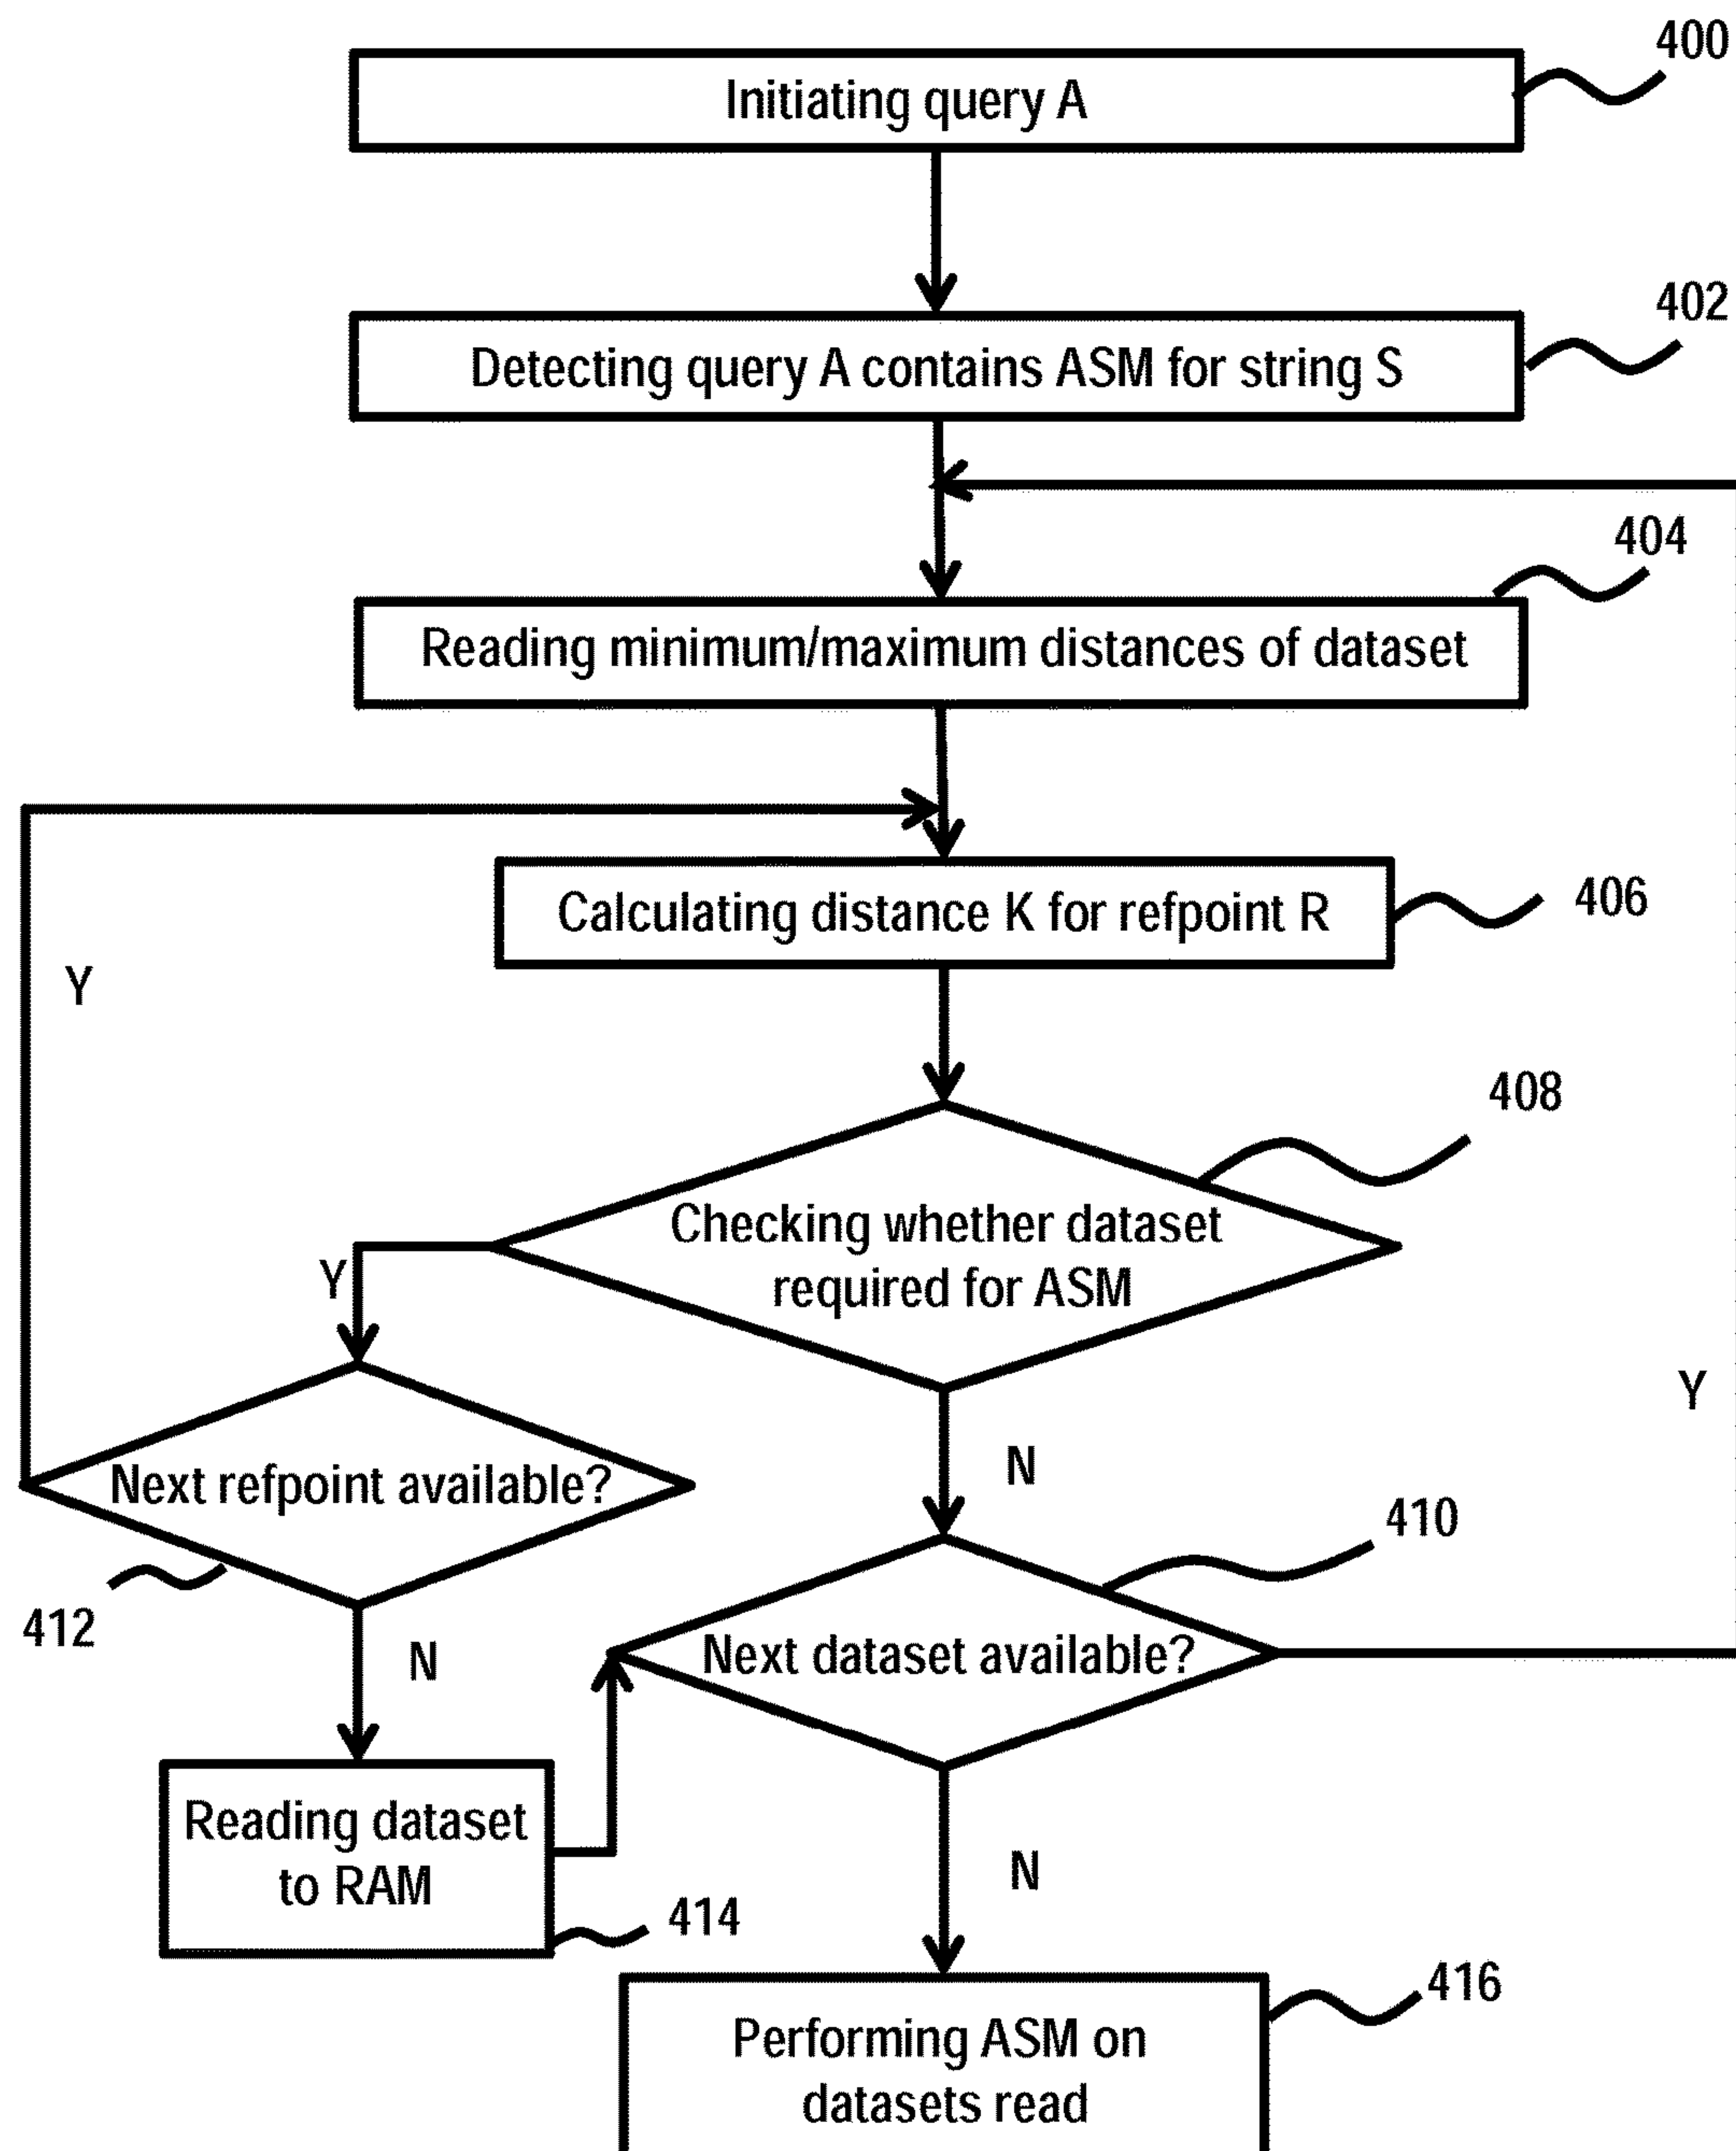 400
Initiating query A
402
Detecting query A contains ASM for string S
404
Reading minimum/maximum distances of dataset
Calculating distance K for refpoint R
406
Y
408
Checking whether dataset
required for ASM
Y
Y
N
Next refpoint available?
410
412
N
Next dataset available?
Reading dataset
to RAM
N
414
416
Performing ASM on
datasets read